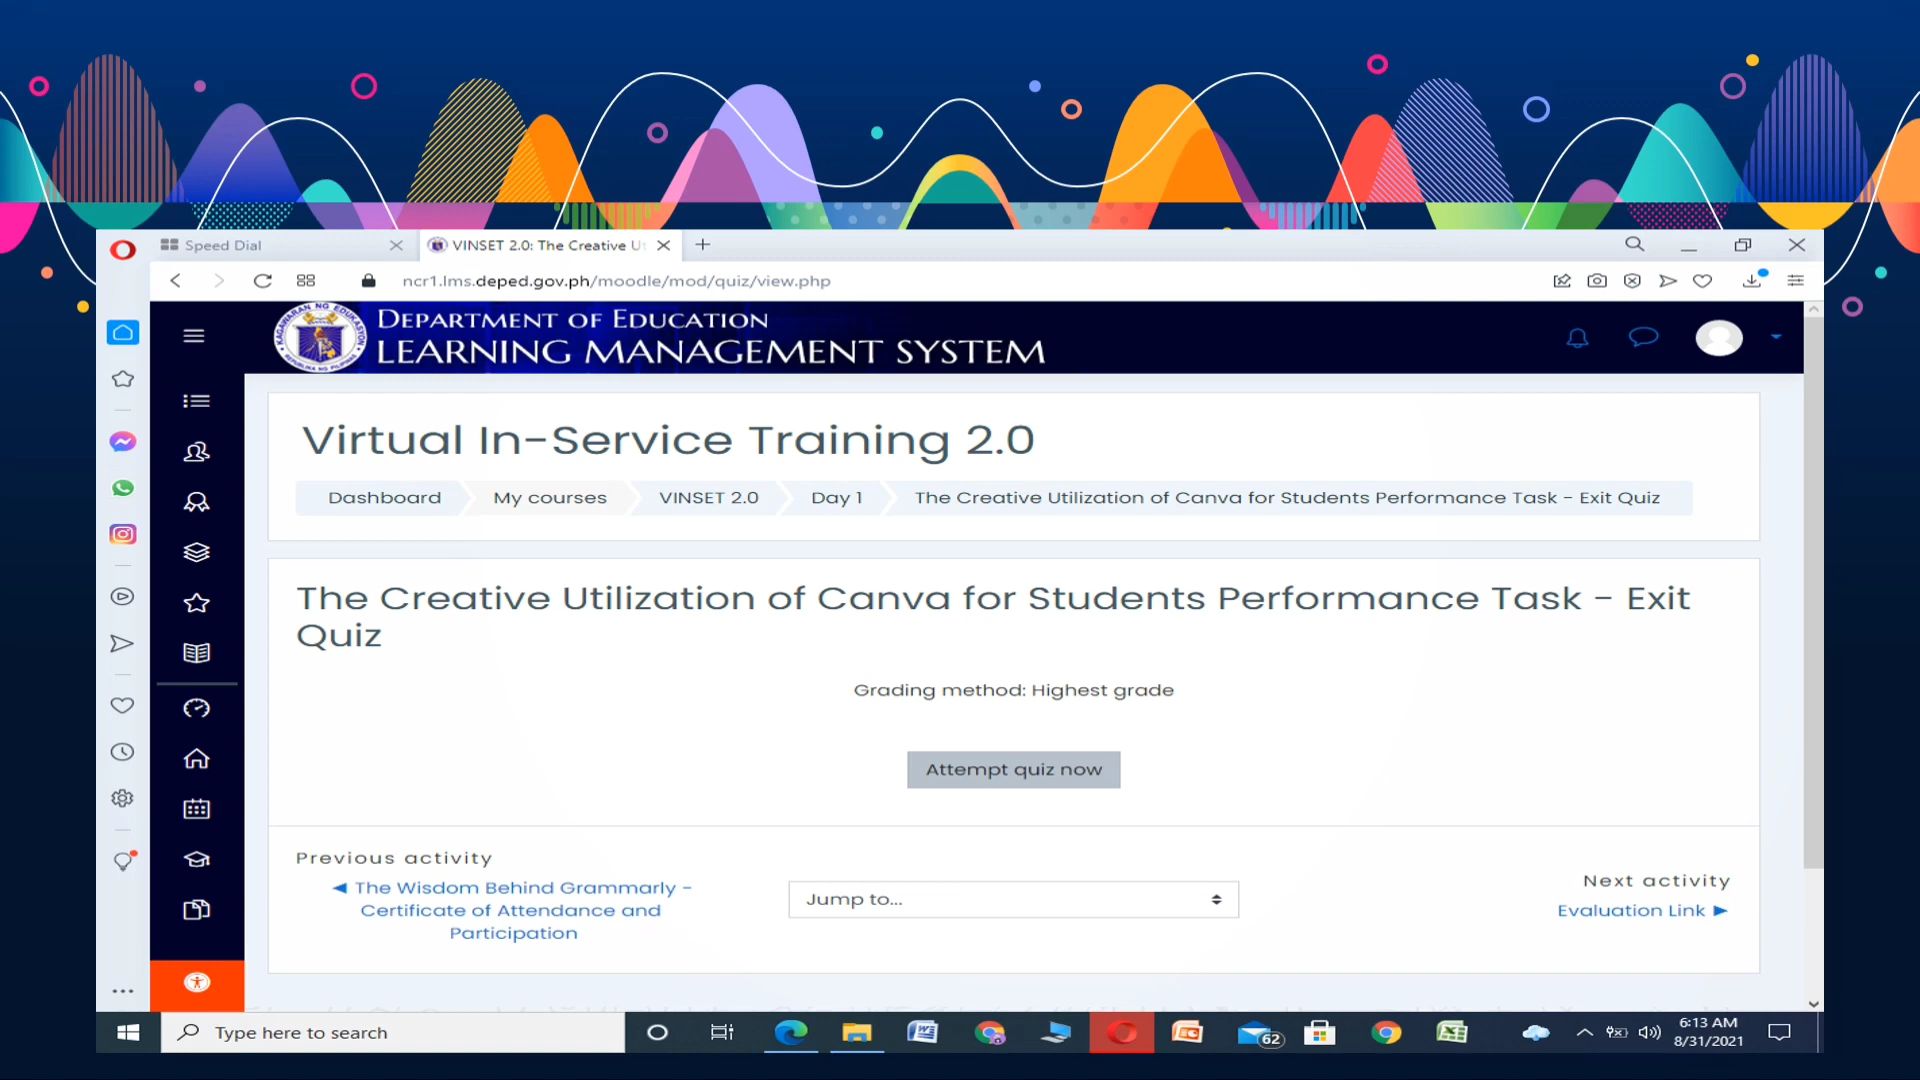 Speed Dial
VINSET 2.0: The Creative Ut
ncr1.lms.deped.gov.ph/moodle/mod/quiz/view.php
DEPARTMENT OF EDUCATION
LEARNING MANAGEMENT SYSTEM
Virtual In-Service Training 2.0
Dashboard My courses VINSET 2.0 Day 1 The Creative Utilization of Canva for Students Performance Task - Exit Quiz
The Creative Utilization of Canva for Students Performance Task - Exit
Quiz
Grading method: Highest grade
Attempt quiz now
Previous activity
◄ The Wisdom Behind Grammarly -
Certificate of Attendance and
Participation
Jump to...
Next activity
Evaluation Link ►
Type here to search
62
6:13 AM
8/31/2021